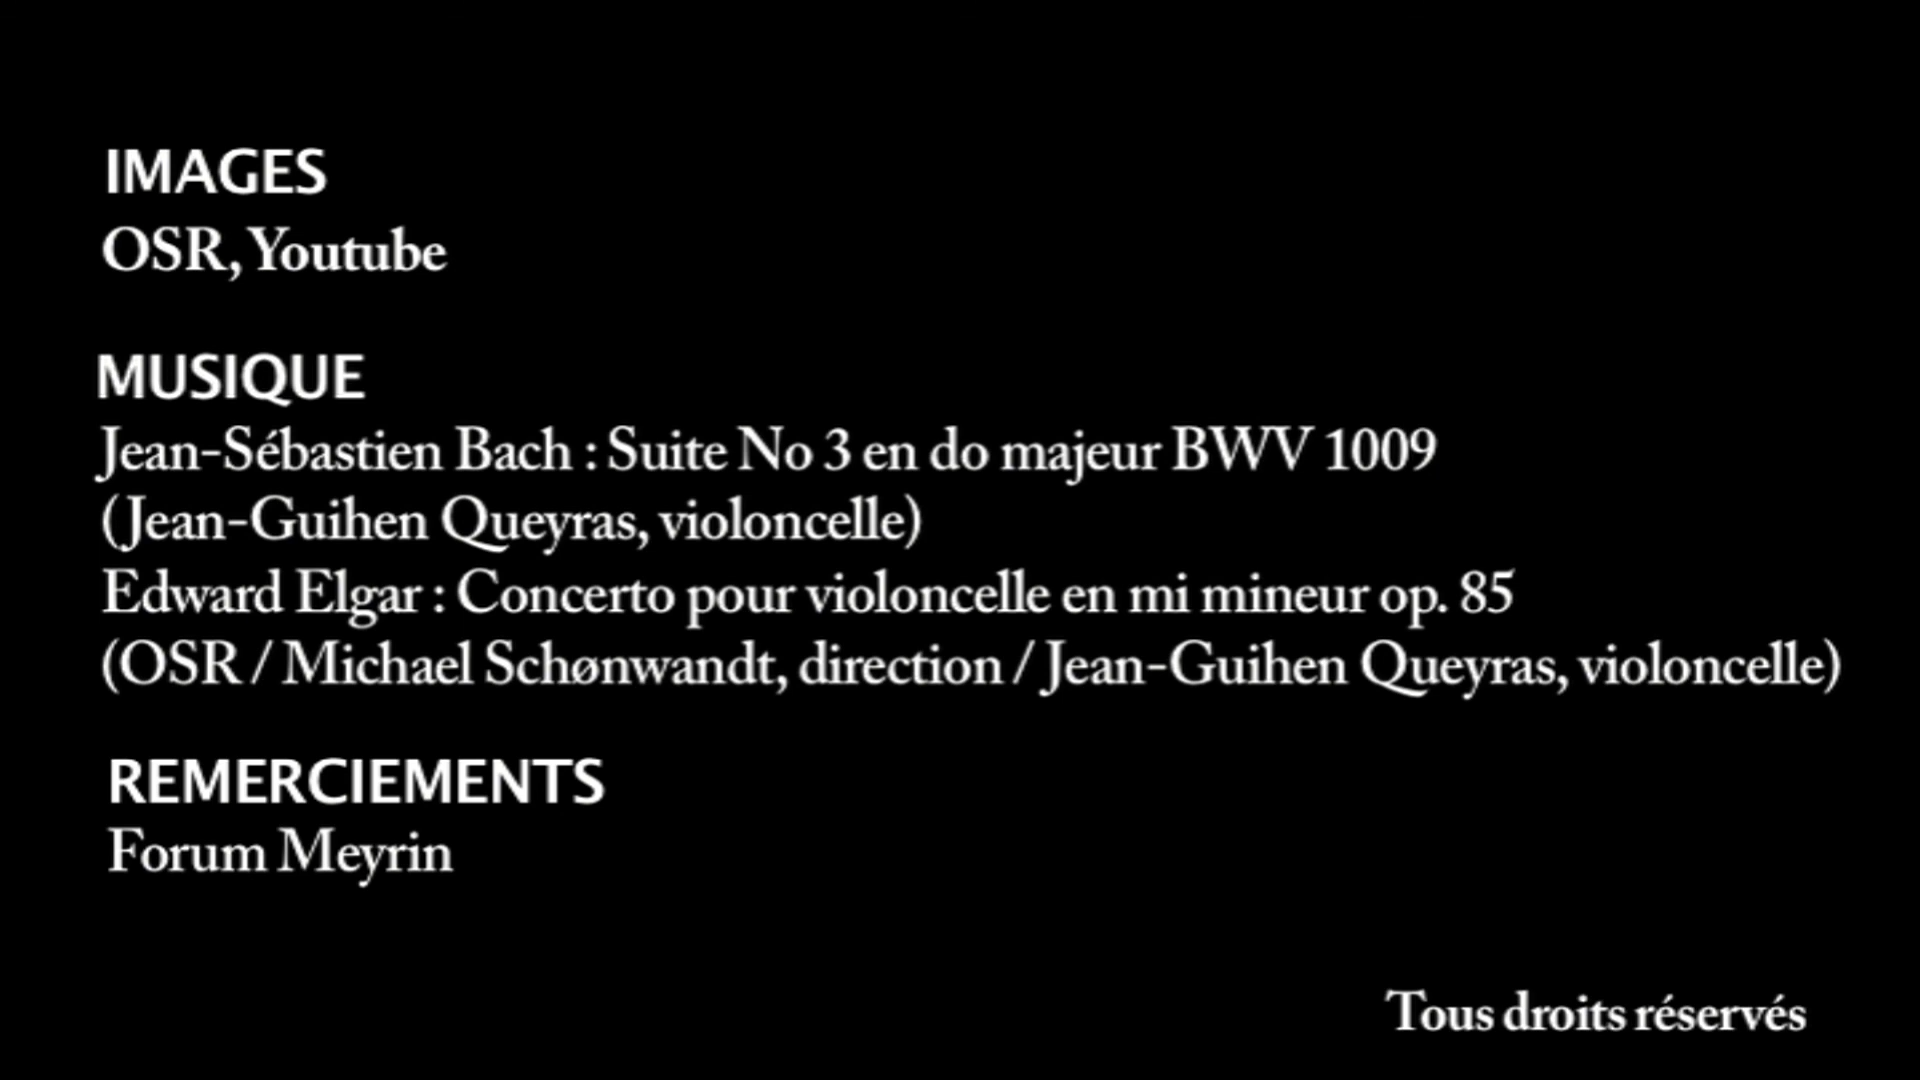 IMAGES
OSR, Youtube
MUSIQUE
Jean-Sébastien Bach : Suite No 3 en do majeur BWV 1009
(Jean-Guihen Queyras, violoncelle)
Edward Elgar : Concerto pour violoncelle en mi mineur op. 85
(OSR / Michael Schønwandt, direction / Jean-Guihen Queyras, violoncelle)
REMERCIEMENTS
Forum Meyrin
Tous droits réservés